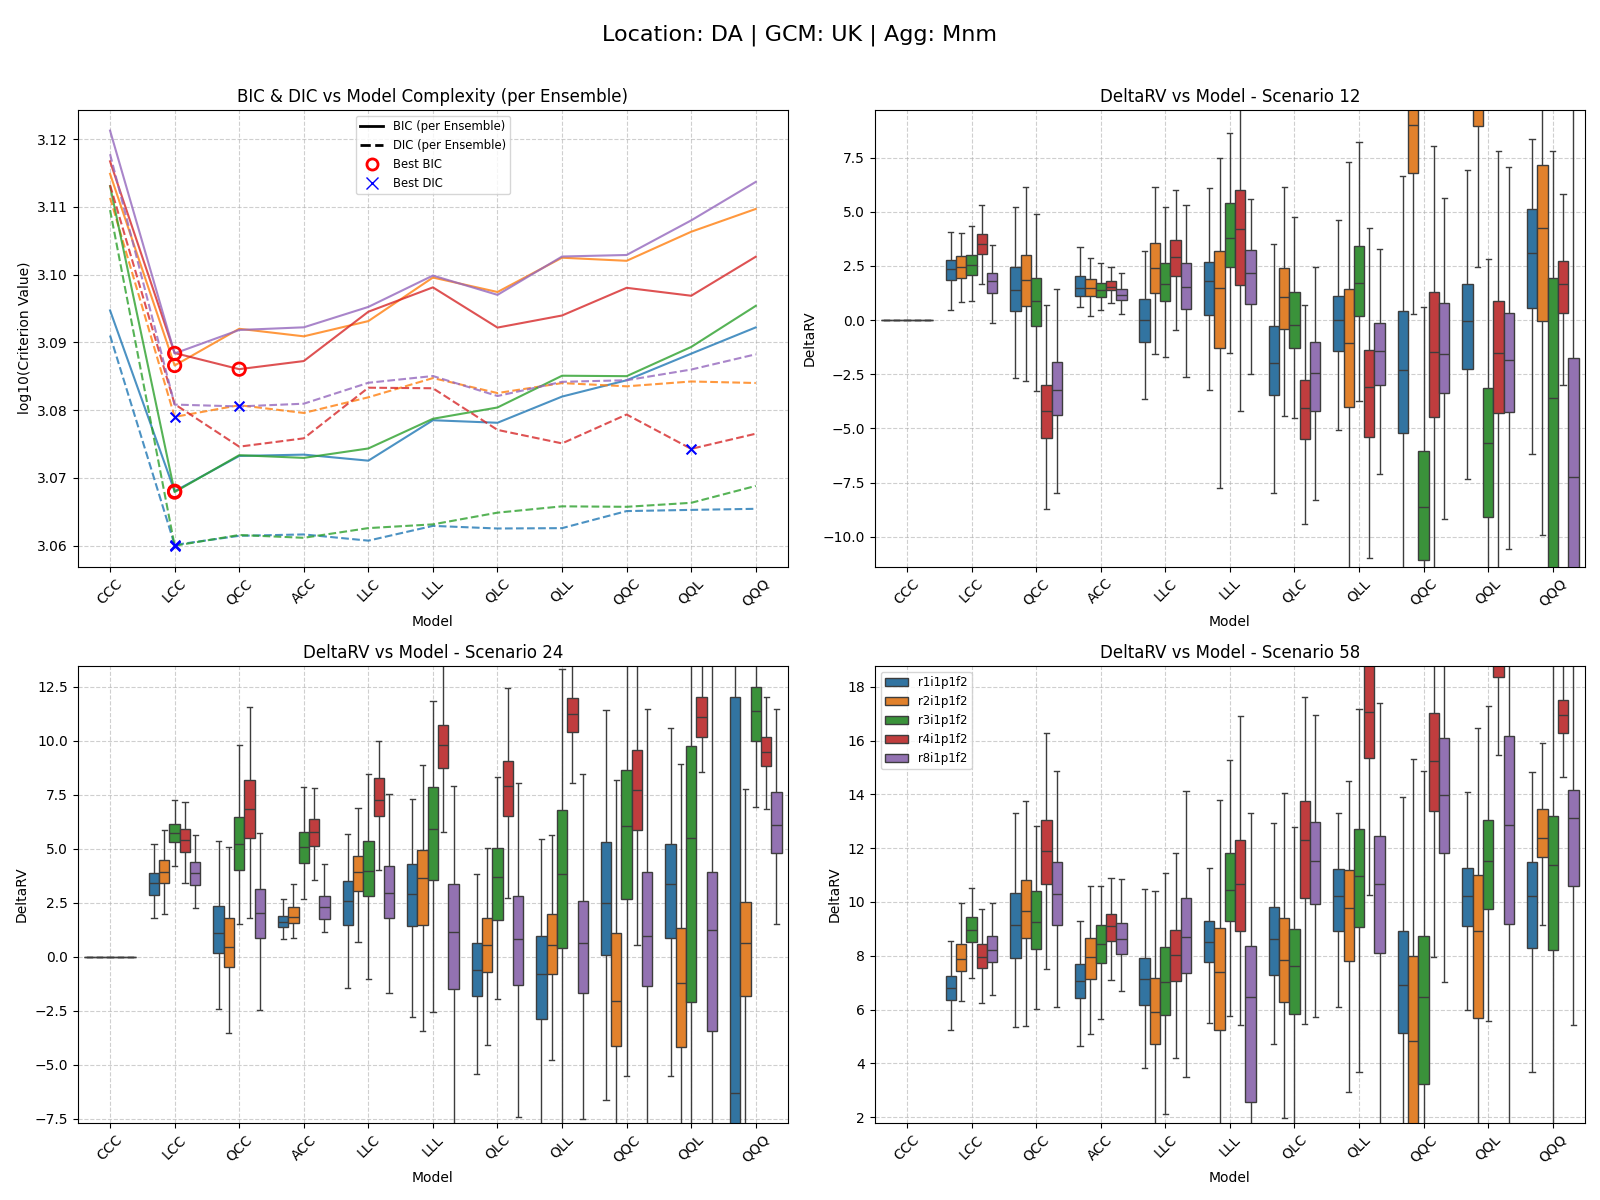 Location: DA | GCM: UK | Agg: Mnm
BIC & DIC vs Model Complexity (per Ensemble)
log10(Criterion Value)
3.12
3.11
3.10
3.09
3.08
3.07
3.06
BIC (per Ensemble)
DIC (per Ensemble)
Best BIC
Best DIC
CCC LCC QCC ACC LLC LLL QLC QLL QQC QQL QQQ
Model
DeltaRV vs Model - Scenario 12
DeltaRV
7.5
5.0
2.5
0.0
−2.5
−5.0
−7.5
−10.0
CCC LCC QCC ACC LLC LLL QLC QLL QQC QQL QQQ
Model
DeltaRV vs Model - Scenario 24
DeltaRV
12.5
10.0
7.5
5.0
2.5
0.0
−2.5
−5.0
−7.5
CCC LCC QCC ACC LLC LLL QLC QLL QQC QQL QQQ
Model
DeltaRV vs Model - Scenario 58
DeltaRV
18
16
14
12
10
8
6
4
2
r1i1p1f2
r2i1p1f2
r3i1p1f2
r4i1p1f2
r8i1p1f2
CCC LCC QCC ACC LLC LLL QLC QLL QQC QQL QQQ
Model